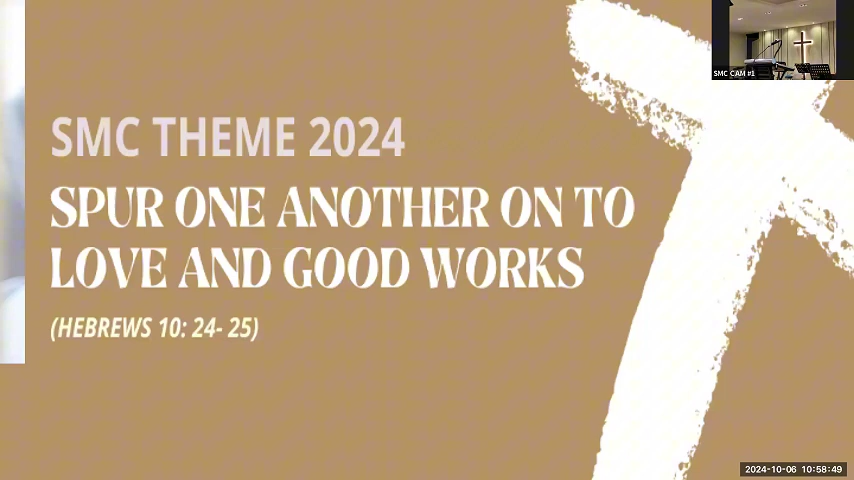 SMC CAM #1
SMC THEME 2024
SPUR ONE ANOTHER ON TO
LOVE AND GOOD WORKS
(HEBREWS 10: 24- 25)
2024-10-06 10:58:49